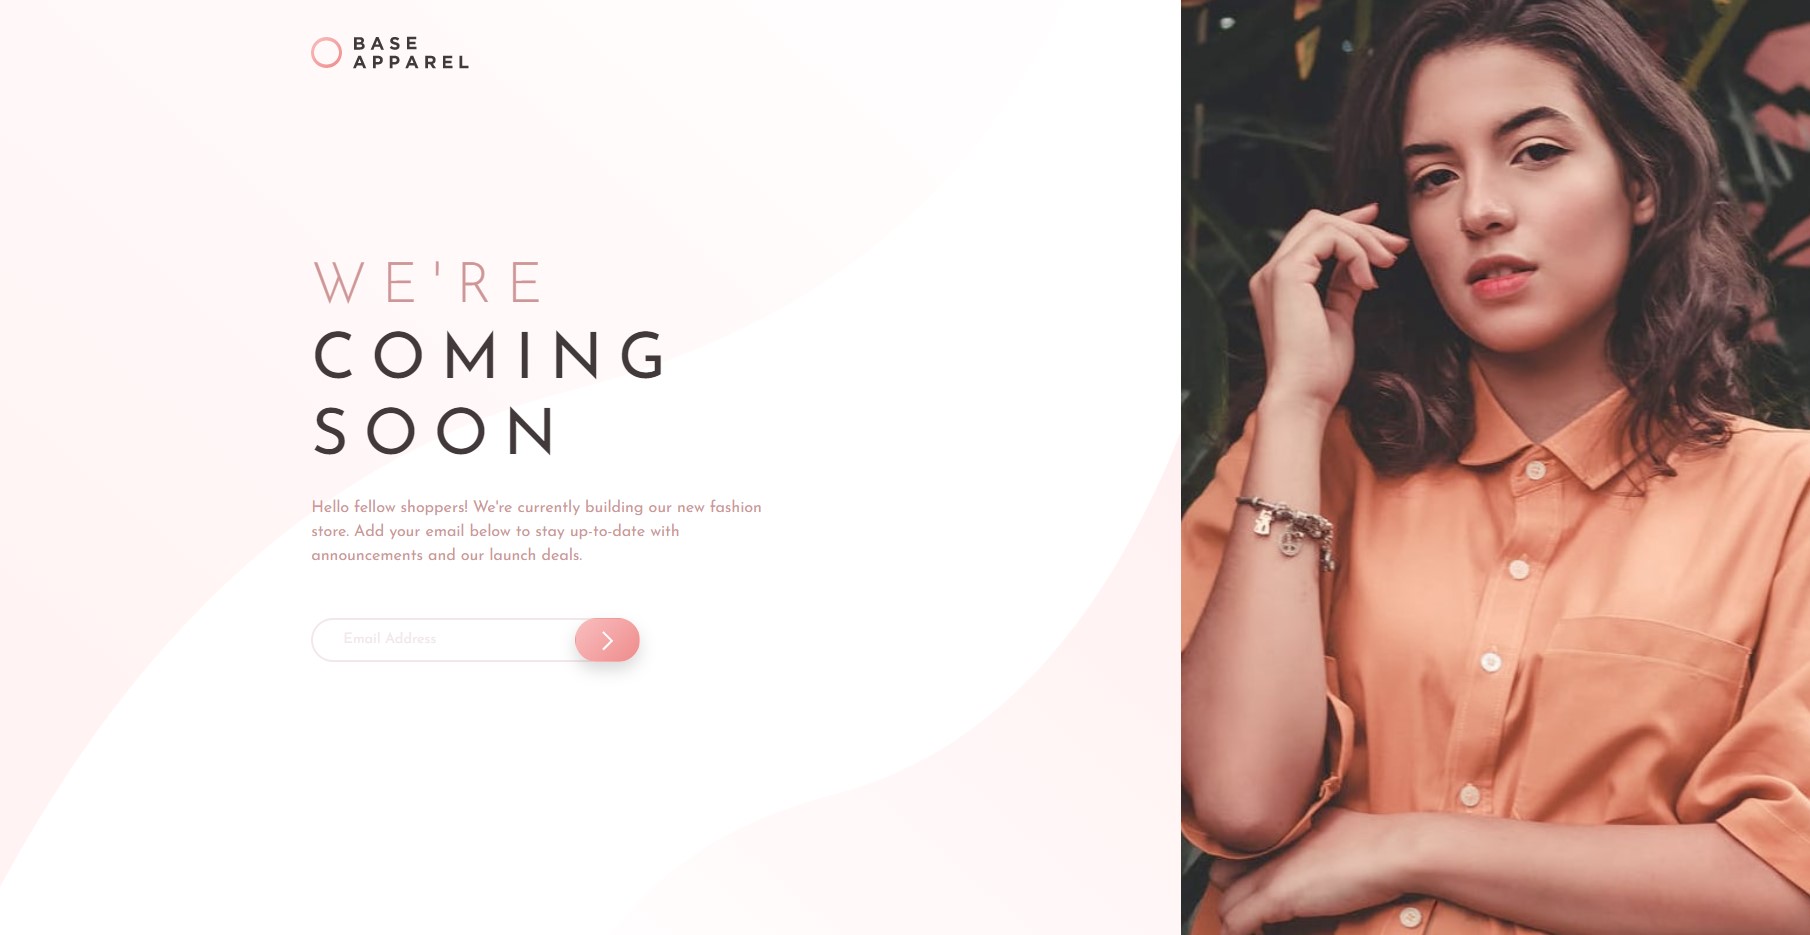 BASE
APPAREL
WE'RE
COMING
SOON
Hello fellow shoppers! We're currently building our new fashion
store. Add your email below to stay up-to-date with
announcements and our launch deals.
Email Address